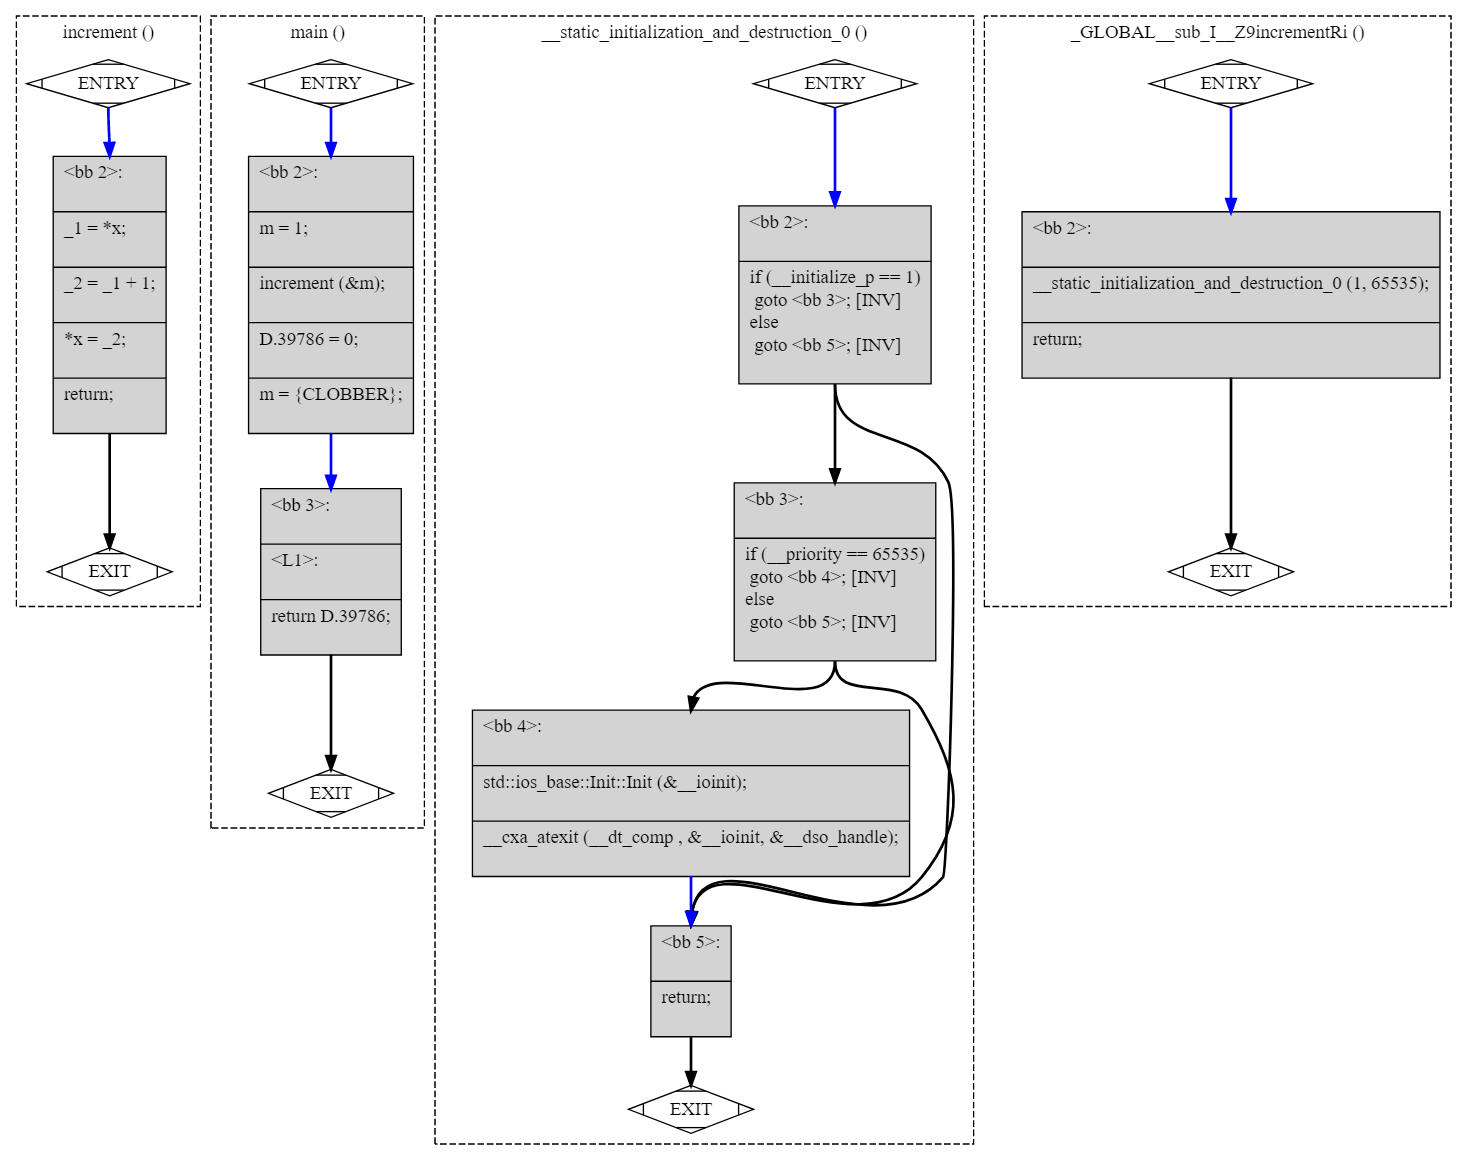 increment ()
ENTRY
<bb 2>:
_1 = *x;
_2 = _1 + 1;
*x = _2;
return;
EXIT
main ()
ENTRY
<bb 2>:
m = 1;
increment (&m);
D.39786 = 0;
m = {CLOBBER};
<bb 3>:
<L1>:
return D.39786;
EXIT
__static_initialization_and_destruction_0 ()
ENTRY
<bb 2>:
if (__initialize_p == 1)
goto <bb 3>; [INV]
else
goto <bb 5>; [INV]
<bb 3>:
if (__priority == 65535)
goto <bb 4>; [INV]
else
goto <bb 5>; [INV]
<bb 4>:
std::ios_base::Init::Init (&__ioinit);
__cxa_atexit (__dt_comp , &__ioinit, &__dso_handle);
<bb 5>:
return;
EXIT
_GLOBAL__sub_I__Z9incrementRi ()
ENTRY
<bb 2>:
__static_initialization_and_destruction_0 (1, 65535);
return;
EXIT